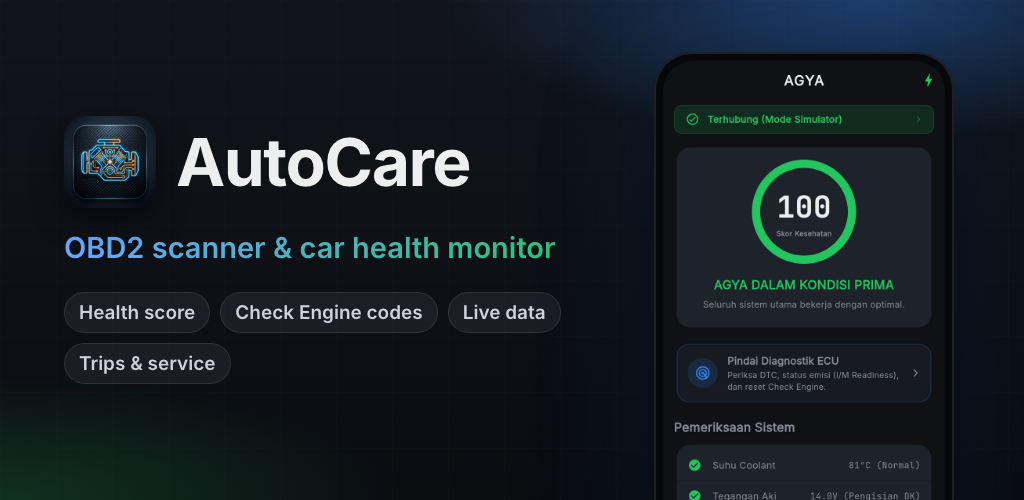 AutoCare
OBD2 scanner & car health monitor
Health score
Check Engine codes
Live data
Trips & service
AGYA
Terhubung (Mode Simulator)
100
Skor Kesehatan
AGYA DALAM KONDISI PRIMA
Seluruh sistem utama bekerja dengan optimal.
Pindai Diagnostik ECU
Periksa DTC, status emisi (I/M Readiness),
dan reset Check Engine.
Pemeriksaan Sistem
Suhu Coolant
81°C (Normal)
Tegangan Aki
14.0V (Pengisian OK)